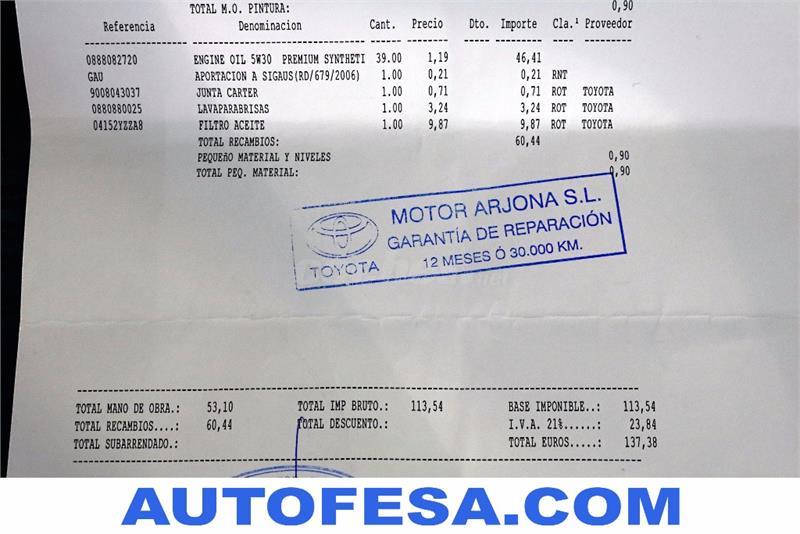 TOTAL M.O. PINTURA: 0,90
Referencia Denominacion Cant. Precio Dto. Importe Cla.¹ Proveedor
0888082720 ENGINE OIL 5W30 PREMIUM SYNTHETI 39.00 1,19 46,41
GAU APORTACION A SIGAUS(RD/679/2006) 1.00 0,21 0,21 RNT
9008043037 JUNTA CARTER 1.00 0,71 0,71 ROT TOYOTA
0880880025 LAVAPARABRISAS 1.00 3,24 3,24 ROT TOYOTA
04152YZZA8 FILTRO ACEITE 1.00 9,87 9,87 ROT TOYOTA
TOTAL RECAMBIOS: 60,44
PEQUEñO MATERIAL Y NIVELES 0,90
TOTAL PEQ. MATERIAL: 0,90
MOTOR ARJONA S.L.
GARANTÍA DE REPARACIÓN
12 MESES Ó 30.000 KM.
TOYOTA
TOTAL MANO DE OBRA.: 53,10 TOTAL IMP BRUTO.: 113,54 BASE IMPONIBLE..: 113,54
TOTAL RECAMBIOS....: 60,44 TOTAL DESCUENTO.: I.V.A. 21%......: 23,84
TOTAL SUBARRENDADO.: TOTAL EUROS.....: 137,38
AUTOFESA.COM